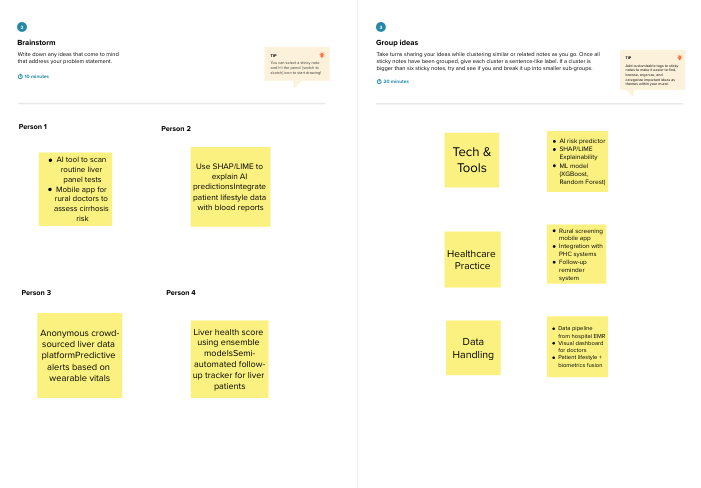 2
Brainstorm
Write down any ideas that come to mind
that address your problem statement.
10 minutes
TIP
You can select a sticky note
and hit the pencil [switch to
sketch] icon to start drawing!
Person 1
● AI tool to scan
routine liver
panel tests
● Mobile app for
rural doctors to
assess cirrhosis
risk
Person 2
Use SHAP/LIME to
explain AI
predictionsIntegrate
patient lifestyle data
with blood reports
Person 3
Anonymous crowd-
sourced liver data
platformPredictive
alerts based on
wearable vitals
Person 4
Liver health score
using ensemble
modelsSemi-
automated follow-
up tracker for liver
patients
3
Group ideas
Take turns sharing your ideas while clustering similar or related notes as you go. Once all
sticky notes have been grouped, give each cluster a sentence-like label. If a cluster is
bigger than six sticky notes, try and see if you and break it up into smaller sub-groups.
20 minutes
TIP
Add customizable tags to sticky
notes to make it easier to find,
browse, organize, and
categorize important ideas as
themes within your mural.
Tech &
Tools
● AI risk predictor
● SHAP/LIME
Explainability
● ML model
(XGBoost,
Random Forest)
Healthcare
Practice
● Rural screening
mobile app
● Integration with
PHC systems
● Follow-up
reminder
system
Data
Handling
● Data pipeline
from hospital EMR
● Visual dashboard
for doctors
● Patient lifestyle +
biometrics fusion